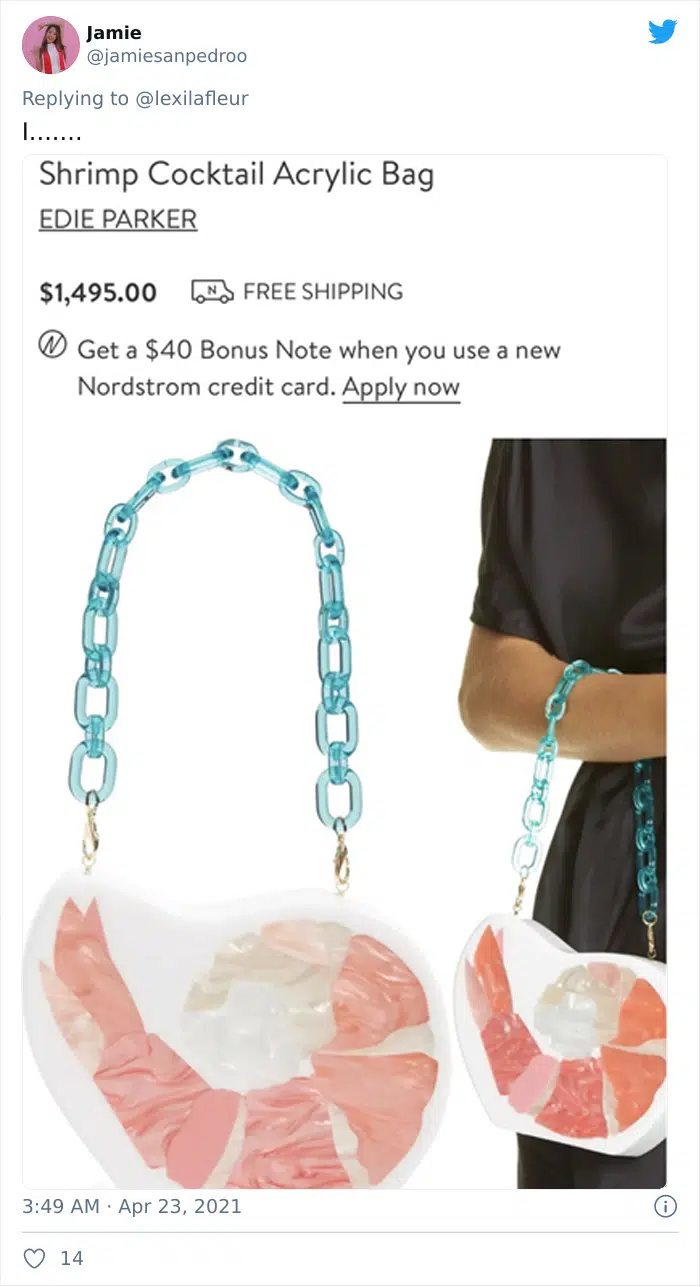 Jamie
@jamiesanpedroo
Replying to @lexilafleur
I.......
Shrimp Cocktail Acrylic Bag
EDIE PARKER
$1,495.00 N FREE SHIPPING
N Get a $40 Bonus Note when you use a new
Nordstrom credit card. Apply now
3:49 AM · Apr 23, 2021
14